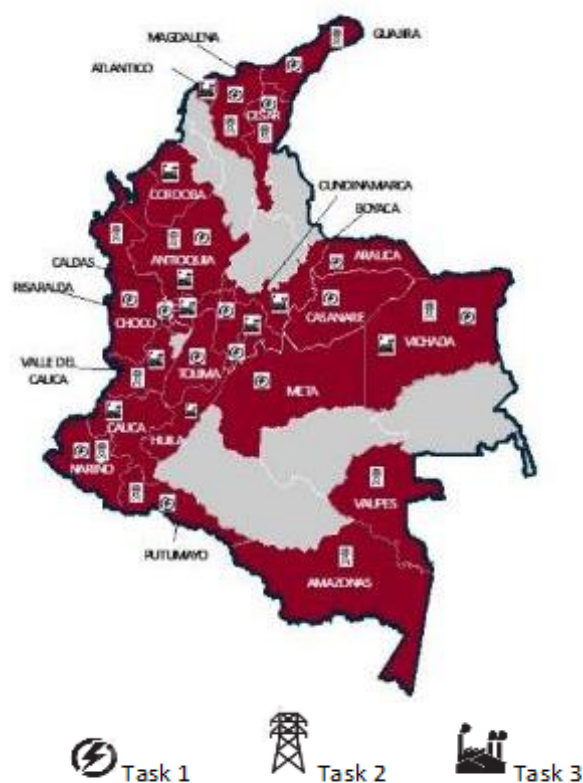 MAGDALENA
GUAJIRA
ATLANTICO
CESAR
CUNDINAMARCA
CORDOBA
BOYACA
ANTIOQUIA
ARAUCA
CALDAS
RISARALDA
CHOCO
CASANARE
VICHADA
VALLE DEL
CAUCA
TOLIMA
META
CAUCA
HUILA
NARIÑO
VAUPES
PUTUMAYO
AMAZONAS
Task 1
Task 2
Task 3